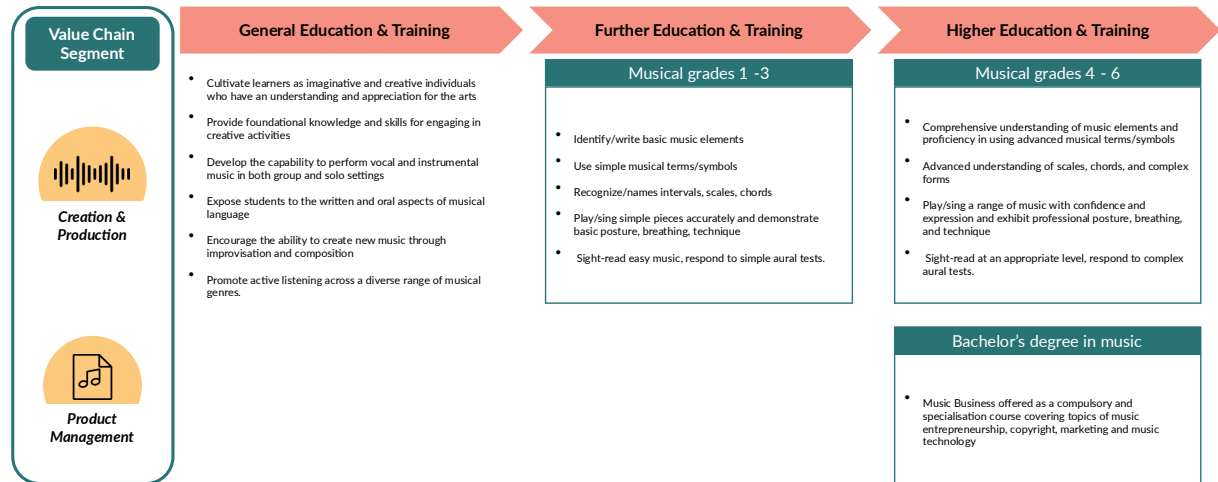 Value Chain
Segment
General Education & Training
Further Education & Training
Higher Education & Training
Creation &
Production
• Cultivate learners as imaginative and creative individuals
who have an understanding and appreciation for the arts
• Provide foundational knowledge and skills for engaging in
creative activities
• Develop the capability to perform vocal and instrumental
music in both group and solo settings
• Expose students to the written and oral aspects of musical
language
• Encourage the ability to create new music through
improvisation and composition
• Promote active listening across a diverse range of musical
genres.
Musical grades 1 -3
• Identify/write basic music elements
• Use simple musical terms/symbols
• Recognize/names intervals, scales, chords
• Play/sing simple pieces accurately and demonstrate
basic posture, breathing, technique
• Sight-read easy music, respond to simple aural tests.
Musical grades 4 - 6
• Comprehensive understanding of music elements and
proficiency in using advanced musical terms/symbols
• Advanced understanding of scales, chords, and complex
forms
• Play/sing a range of music with confidence and
expression and exhibit professional posture, breathing,
and technique
• Sight-read at an appropriate level, respond to complex
aural tests.
Product
Management
Bachelor’s degree in music
• Music Business offered as a compulsory and
specialisation course covering topics of music
entrepreneurship, copyright, marketing and music
technology